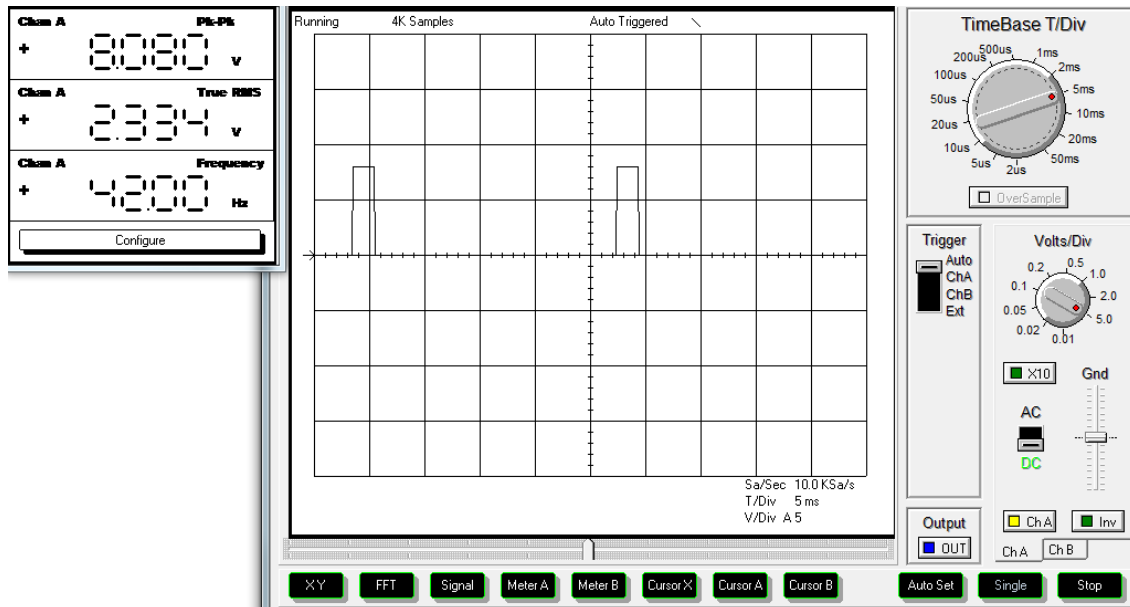 Chan A Pk-Pk
+ 8.080 V
Chan A True RMS
+ 2.334 V
Chan A Frequency
+ 42.00 Hz
Configure
Running 4K Samples Auto Triggered
Sa/Sec 10.0 KSa/s
T/Div 5 ms
V/Div A 5
TimeBase T/Div
500us 1ms
200us 2ms
100us 5ms
50us 10ms
20us 20ms
10us 50ms
5us 2us
OverSample
Trigger
Auto
ChA
ChB
Ext
Volts/Div
0.2 0.5 1.0
0.1 2.0
0.05 5.0
0.02 0.01
X10 Gnd
AC
DC
Ch A Inv
Ch A Ch B
Output
OUT
X Y FFT Signal Meter A Meter B Cursor X Cursor A Cursor B Auto Set Single Stop